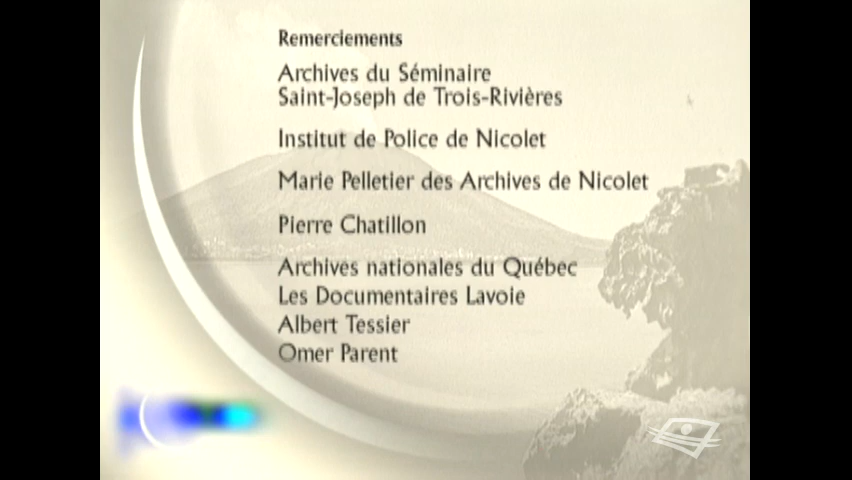 Remerciements
Archives du Séminaire
Saint-Joseph de Trois-Rivières
Institut de Police de Nicolet
Marie Pelletier des Archives de Nicolet
Pierre Chatillon
Archives nationales du Québec
Les Documentaires Lavoie
Albert Tessier
Omer Parent